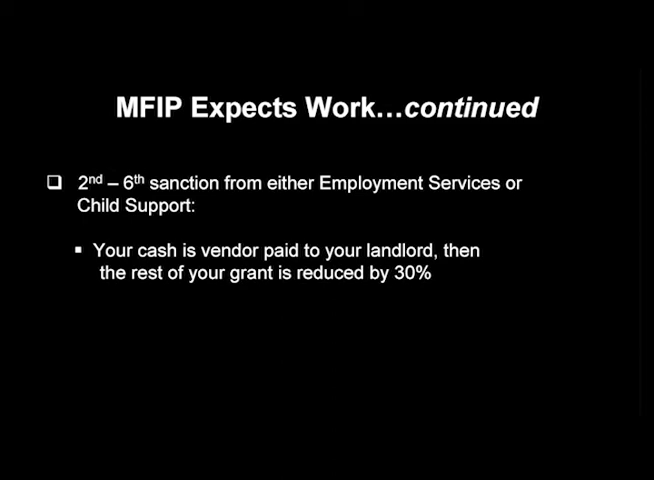 MFIP Expects Work…continued
❑ 2nd – 6th sanction from either Employment Services or
Child Support:
▪ Your cash is vendor paid to your landlord, then
the rest of your grant is reduced by 30%